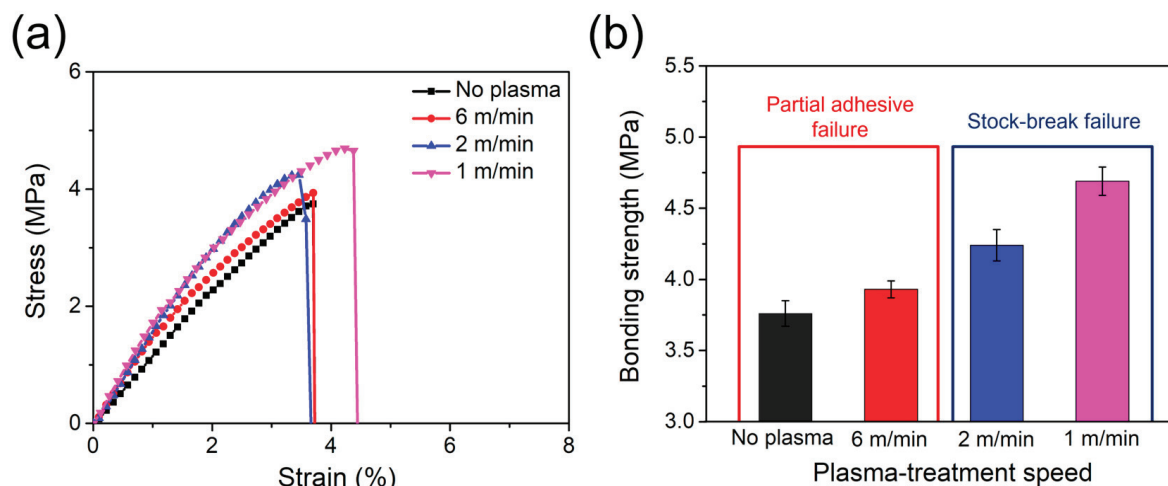 (a)
6
4
2
0
0
2
4
6
8
Stress (MPa)
Strain (%)
No plasma
6 m/min
2 m/min
1 m/min
(b)
5.5
5.0
4.5
4.0
3.5
3.0
Bonding strength (MPa)
Partial adhesive
failure
Stock-break failure
No plasma
6 m/min
2 m/min
1 m/min
Plasma-treatment speed